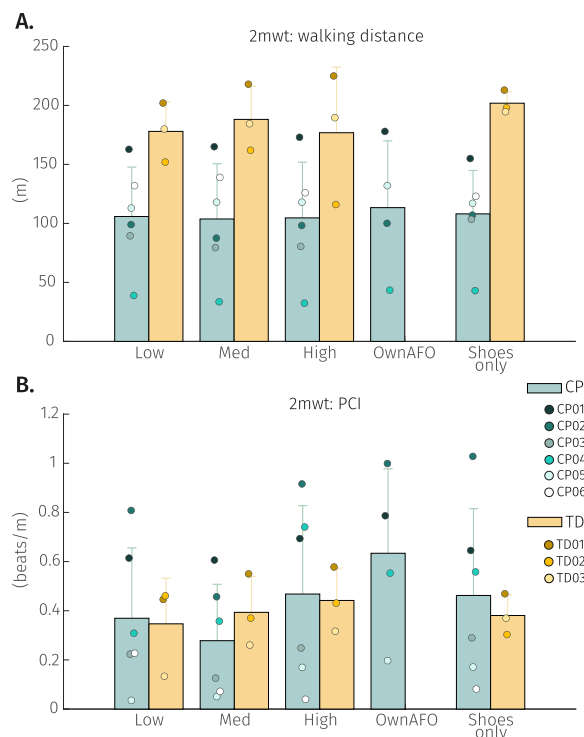 A.
2mwt: walking distance
250
200
150
100
50
0
(m)
Low Med High OwnAFO Shoes
only
B.
2mwt: PCI
1.2
1
0.8
0.6
0.4
0.2
0
(beats/m)
Low Med High OwnAFO Shoes
only
CP
CP01
CP02
CP03
CP04
CP05
CP06
TD
TD01
TD02
TD03